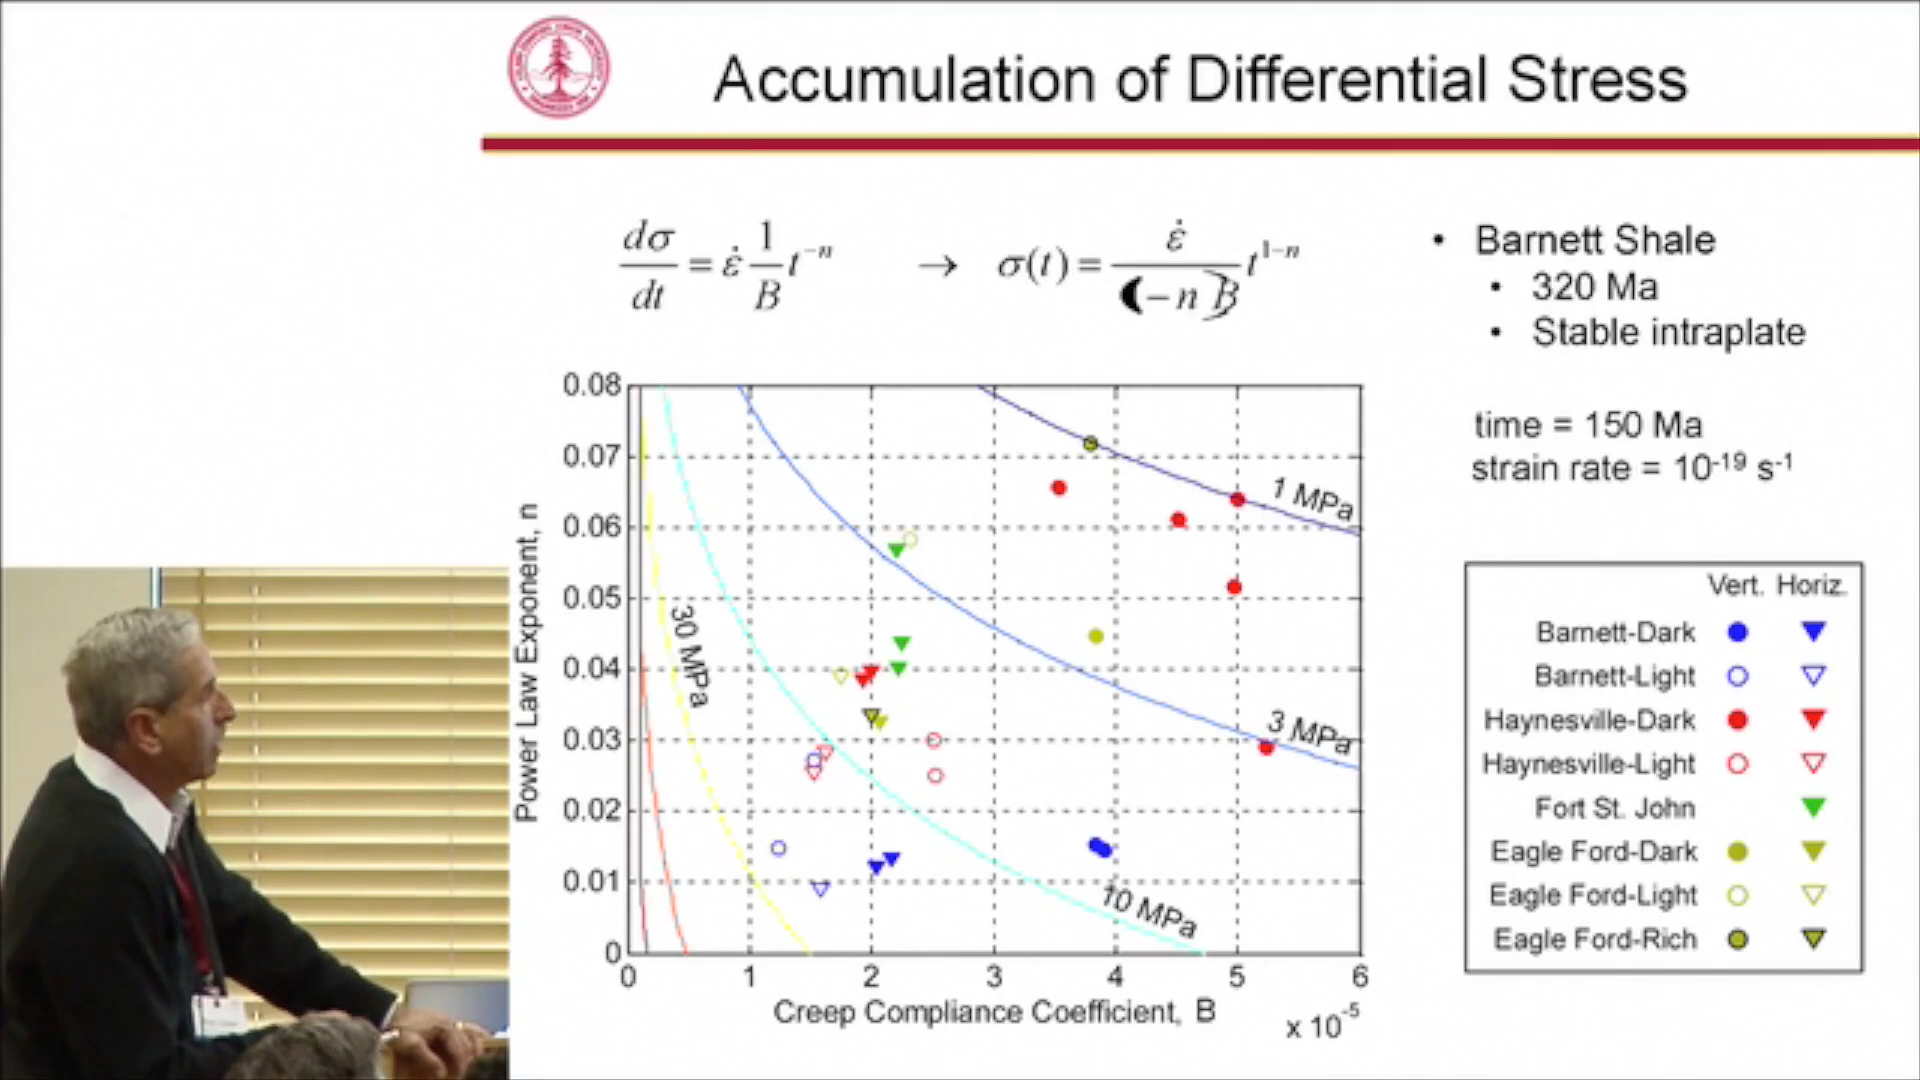 Accumulation of Differential Stress
dσ/dt = ε̇ 1/B t⁻ⁿ → σ(t) = ε̇/(−n)B t¹⁻ⁿ
• Barnett Shale
• 320 Ma
• Stable intraplate
time = 150 Ma
strain rate = 10⁻¹⁹ s⁻¹
0.08
0.07
0.06
0.05
0.04
0.03
0.02
0.01
0
Power Law Exponent, n
1 MPa
3 MPa
10 MPa
30 MPa
0 1 2 3 4 5 6
Creep Compliance Coefficient, B
x 10⁻⁵
Vert. Horiz.
Barnett-Dark
Barnett-Light
Haynesville-Dark
Haynesville-Light
Fort St. John
Eagle Ford-Dark
Eagle Ford-Light
Eagle Ford-Rich